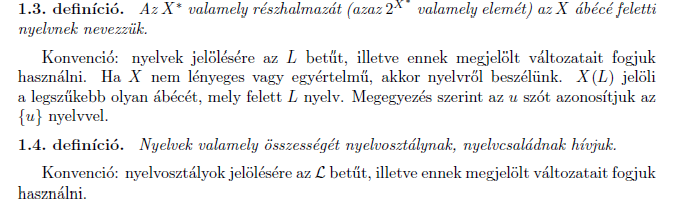 1.3. definíció. Az X* valamely részhalmazát (azaz 2^X* valamely elemét) az X ábécé feletti
nyelvnek nevezzük.
Konvenció: nyelvek jelölésére az L betűt, illetve ennek megjelölt változatait fogjuk
használni. Ha X nem lényeges vagy egyértelmű, akkor nyelvről beszélünk. X(L) jelöli
a legszűkebb olyan ábécét, mely felett L nyelv. Megegyezés szerint az u szót azonosítjuk az
{u} nyelvvel.
1.4. definíció. Nyelvek valamely összességét nyelvosztálynak, nyelvcsaládnak hívjuk.
Konvenció: nyelvosztályok jelölésére az ℒ betűt, illetve ennek megjelölt változatait fogjuk
használni.